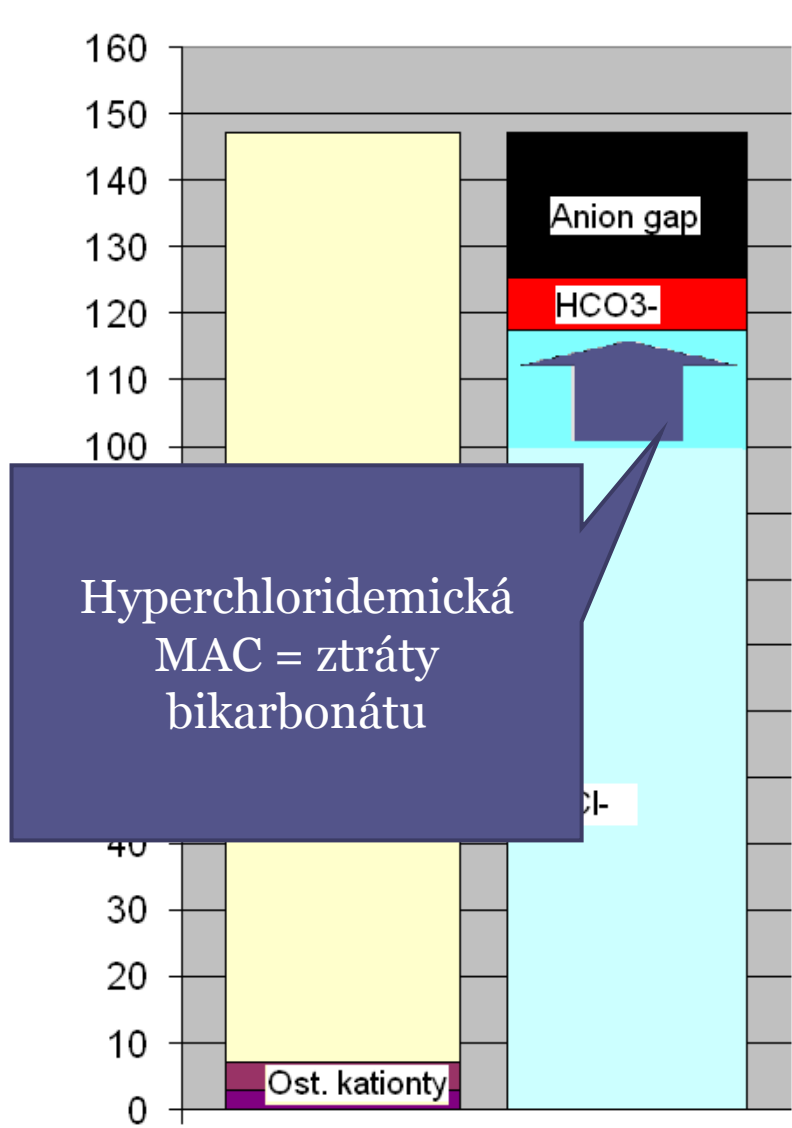 160
150
140
130
120
110
100
Anion gap
HCO3-
Hyperchloridemická
MAC = ztráty
bikarbonátu
Cl-
40
30
20
10
0
Ost. kationty